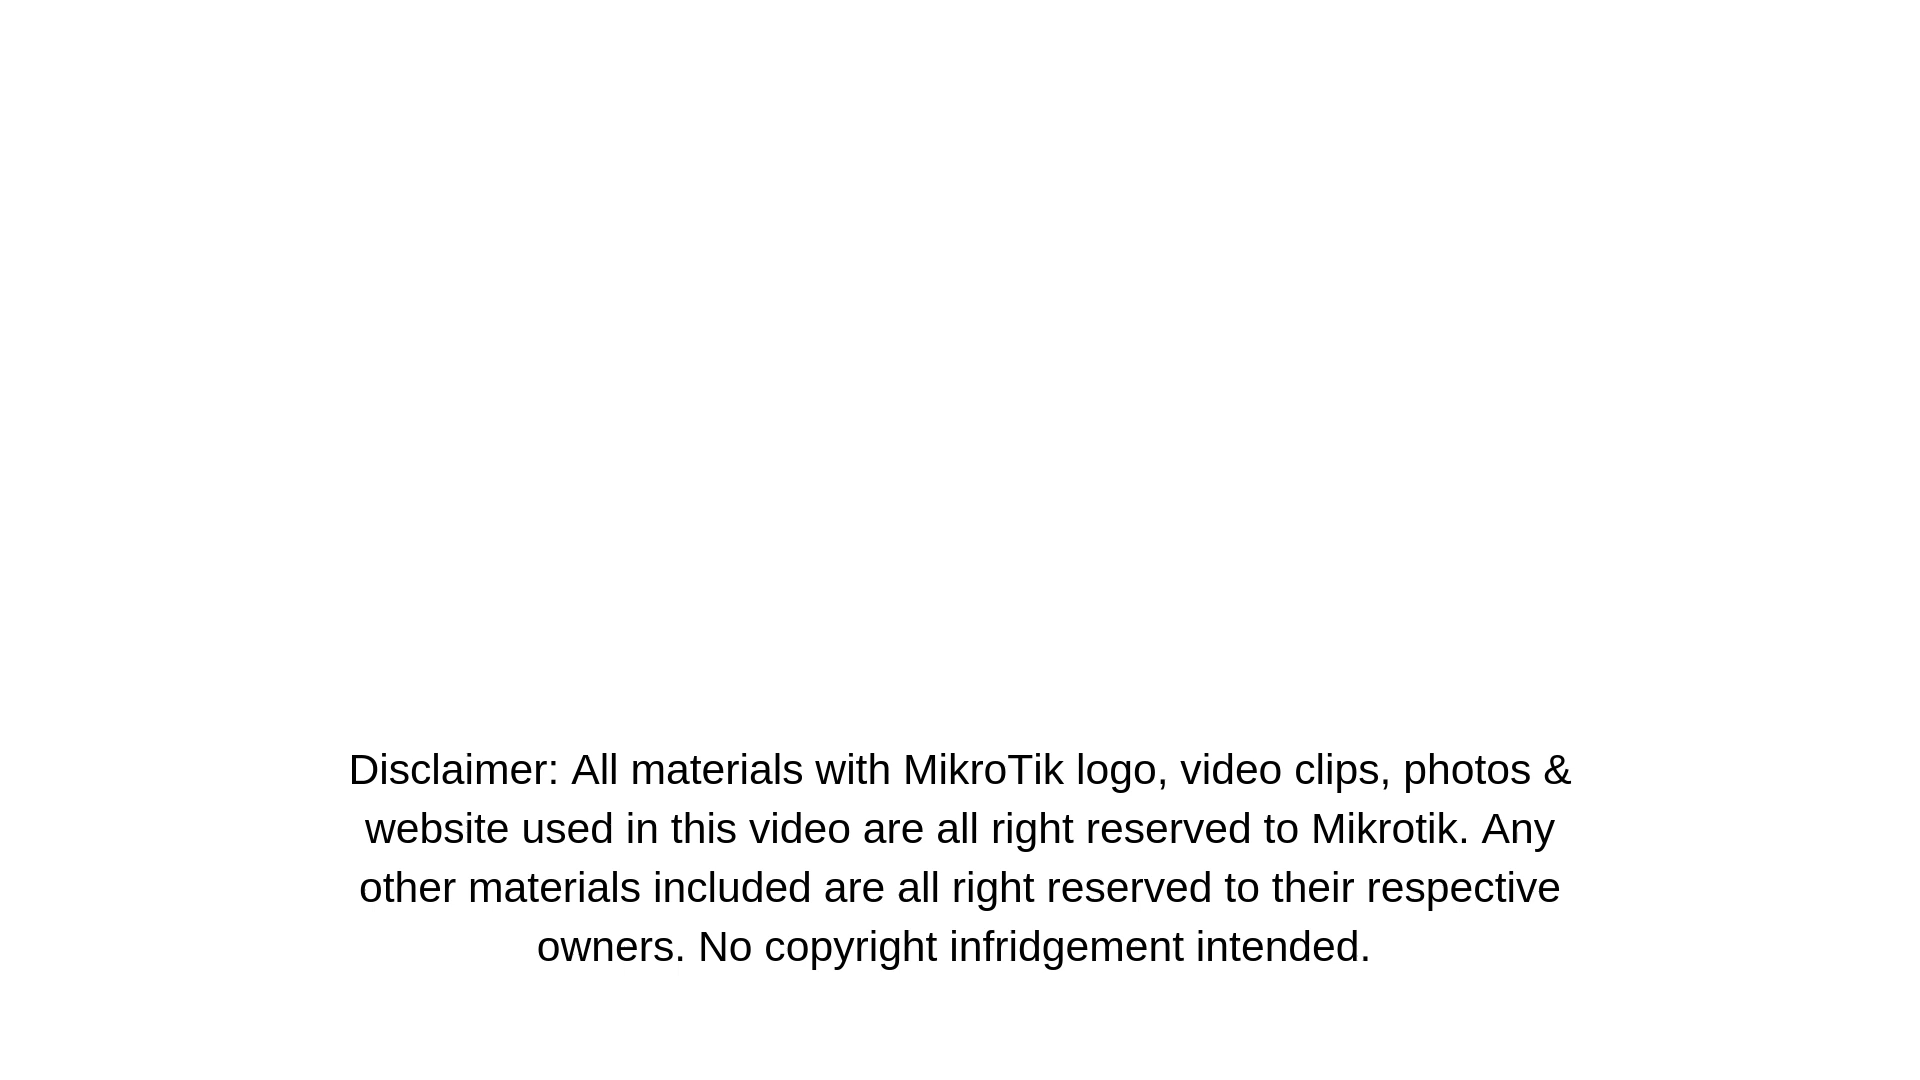 Disclaimer: All materials with MikroTik logo, video clips, photos &
website used in this video are all right reserved to Mikrotik. Any
other materials included are all right reserved to their respective
owners. No copyright infridgement intended.